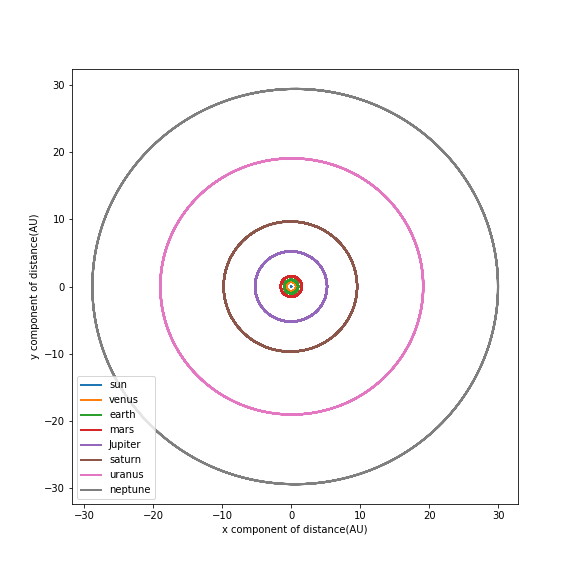 30
20
10
0
−10
−20
−30
y component of distance(AU)
sun
venus
earth
mars
Jupiter
saturn
uranus
neptune
−30 −20 −10 0 10 20 30
x component of distance(AU)